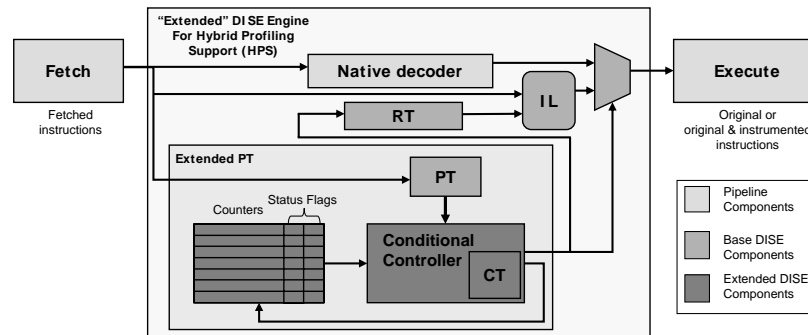 “Extended” DISE Engine
For Hybrid Profiling
Support (HPS)
Fetch
Native decoder
Execute
IL
RT
Fetched
instructions
Original or
original & instrumented
instructions
Extended PT
PT
Status Flags
Counters
Conditional
Controller
CT
Pipeline
Components
Base DISE
Components
Extended DISE
Components